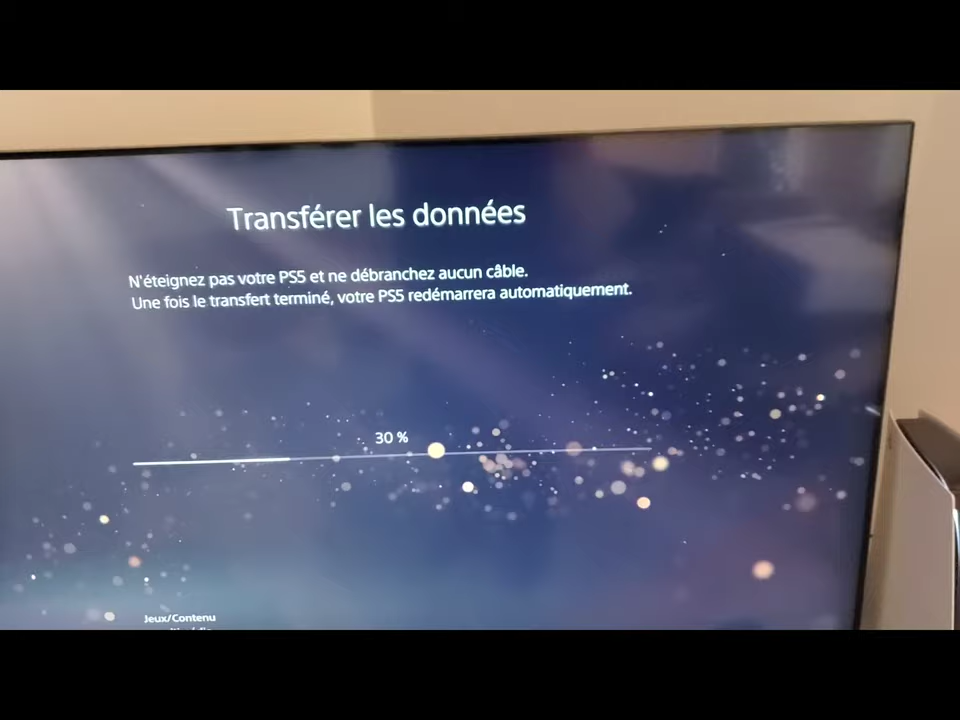 Transférer les données
N'éteignez pas votre PS5 et ne débranchez aucun câble.
Une fois le transfert terminé, votre PS5 redémarrera automatiquement.
30 %
Jeux/Contenu